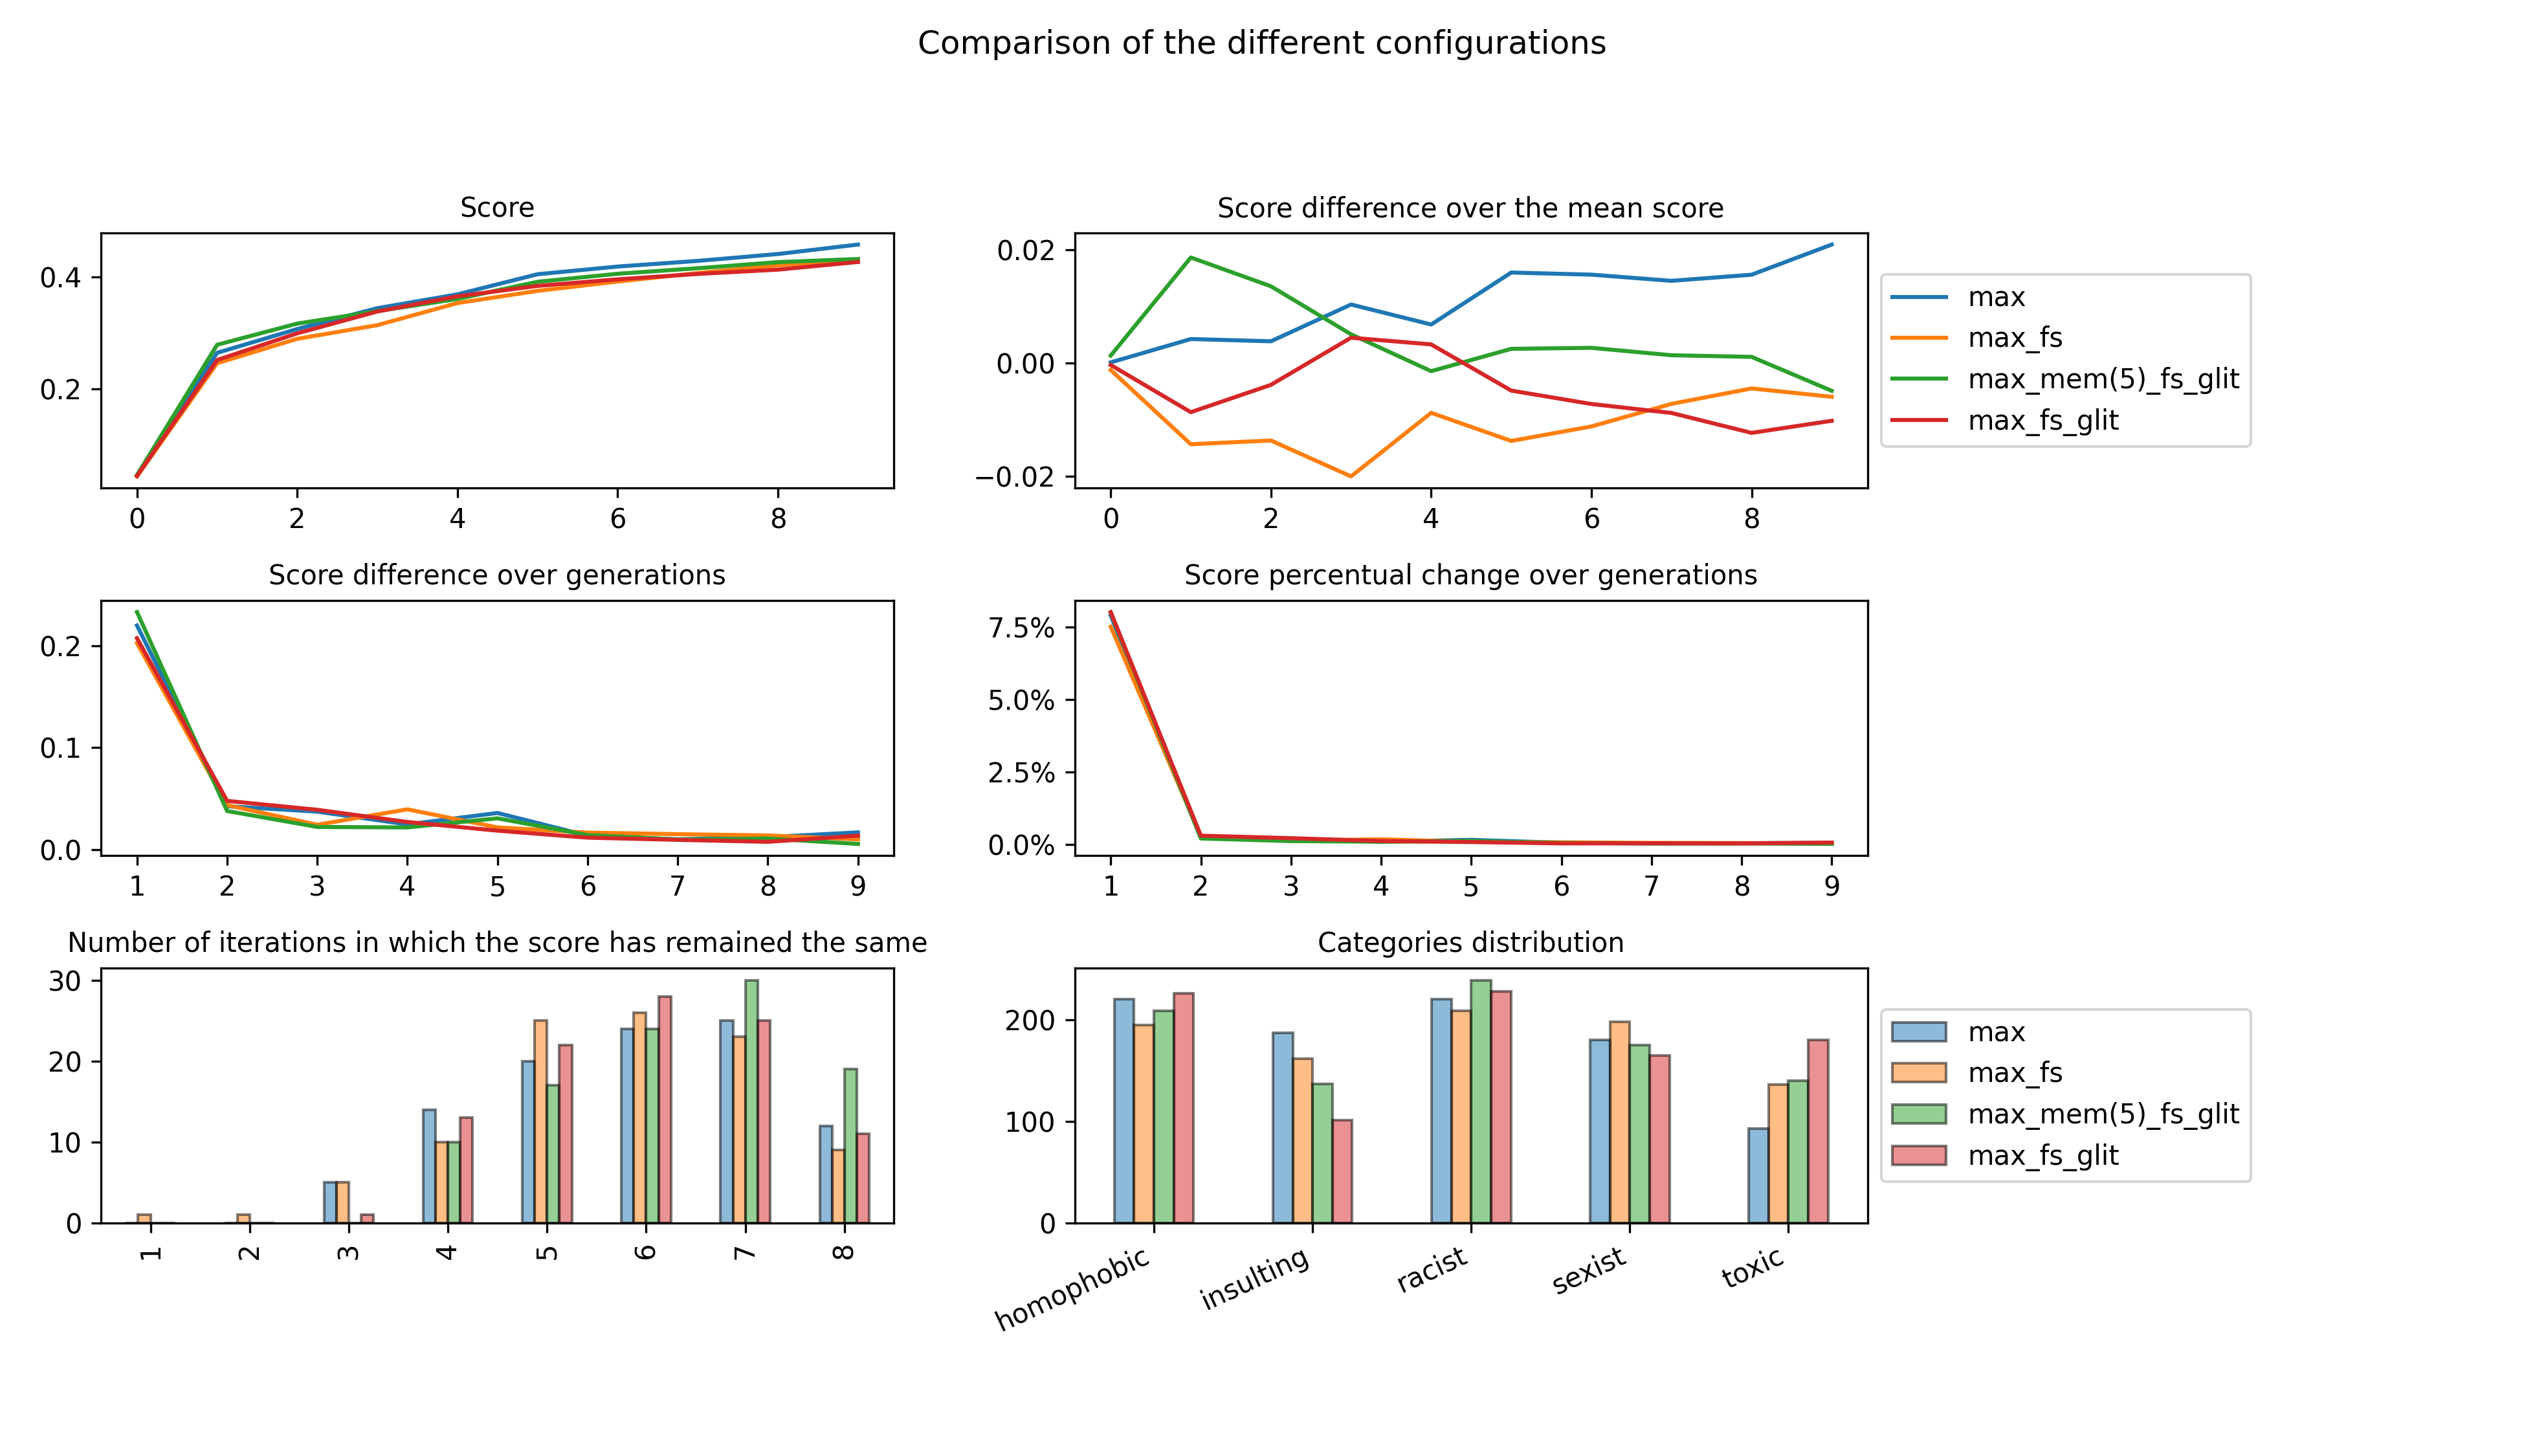 Comparison of the different configurations
Score
0.4
0.2
0 2 4 6 8
Score difference over the mean score
0.02
0.00
−0.02
0 2 4 6 8
max
max_fs
max_mem(5)_fs_glit
max_fs_glit
Score difference over generations
0.2
0.1
0.0
1 2 3 4 5 6 7 8 9
Score percentual change over generations
7.5%
5.0%
2.5%
0.0%
1 2 3 4 5 6 7 8 9
Number of iterations in which the score has remained the same
30
20
10
0
1 2 3 4 5 6 7 8
Categories distribution
200
100
0
homophobic insulting racist sexist toxic
max
max_fs
max_mem(5)_fs_glit
max_fs_glit